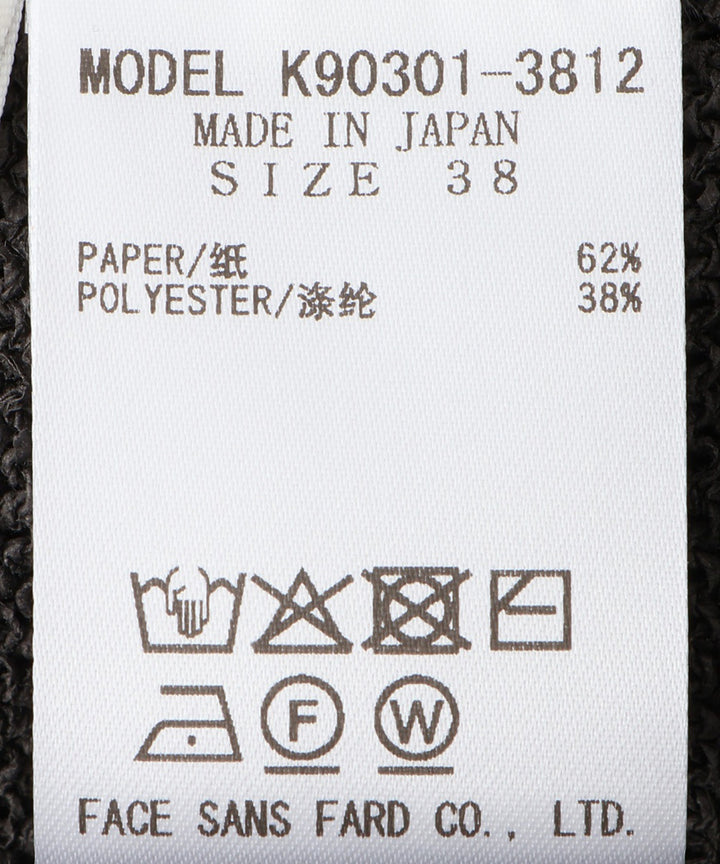 MODEL K90301-3812
MADE IN JAPAN
SIZE 38
PAPER/纸 62%
POLYESTER/涤纶 38%
F W
FACE SANS FARD CO., LTD.